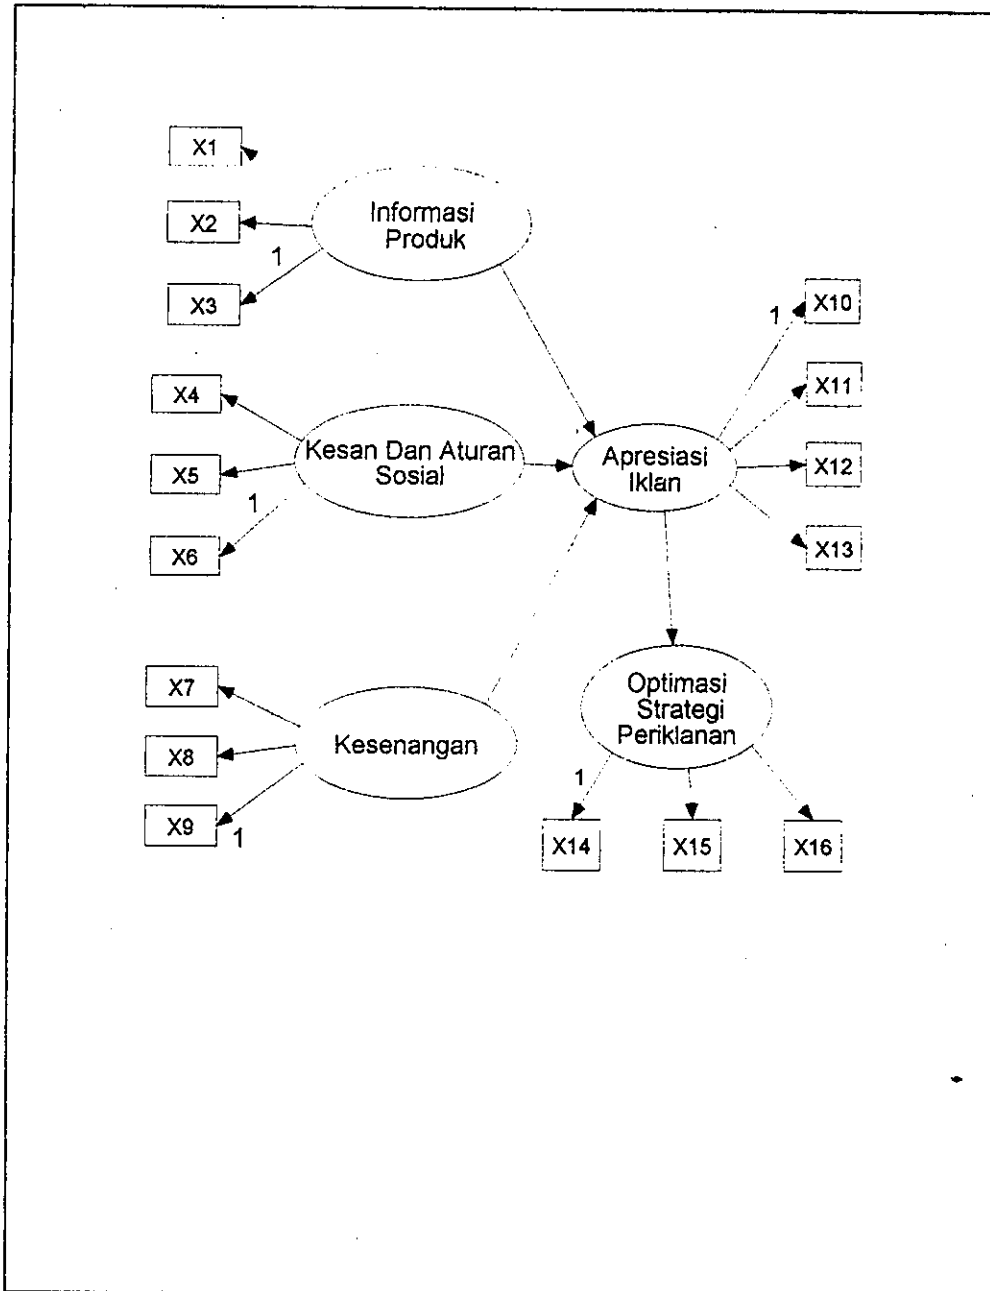 X1
X2
1
X3
Informasi
Produk
X4
X5
1
X6
Kesan Dan Aturan
Sosial
X7
X8
X9
1
Kesenangan
Apresiasi
Iklan
1
X10
X11
X12
X13
Optimasi
Strategi
Periklanan
1
X14
X15
X16